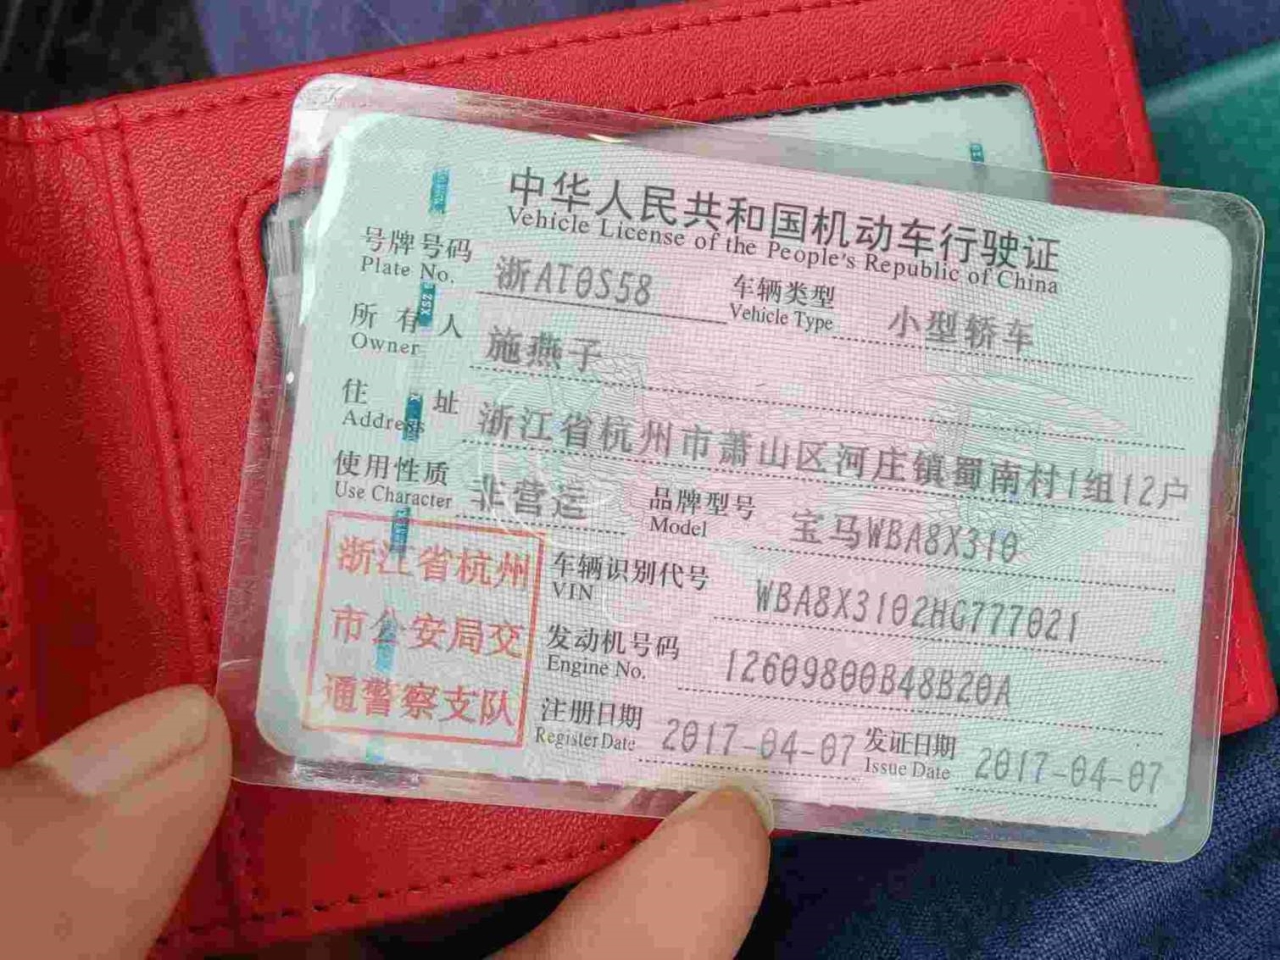 中华人民共和国机动车行驶证
Vehicle License of the People's Republic of China
号牌号码 浙AT0S58 车辆类型 小型轿车
Plate No. Vehicle Type
所有人 施燕子
Owner
住址 浙江省杭州市萧山区河庄镇蜀南村1组12户
Address
使用性质 非营运 品牌型号 宝马WBA8X310
Use Character Model
浙江省杭州
市公安局交
通警察支队
车辆识别代号 WBA8X3102HG777021
VIN
发动机号码 12609800B48B20A
Engine No.
注册日期 2017-04-07 发证日期 2017-04-07
Register Date Issue Date